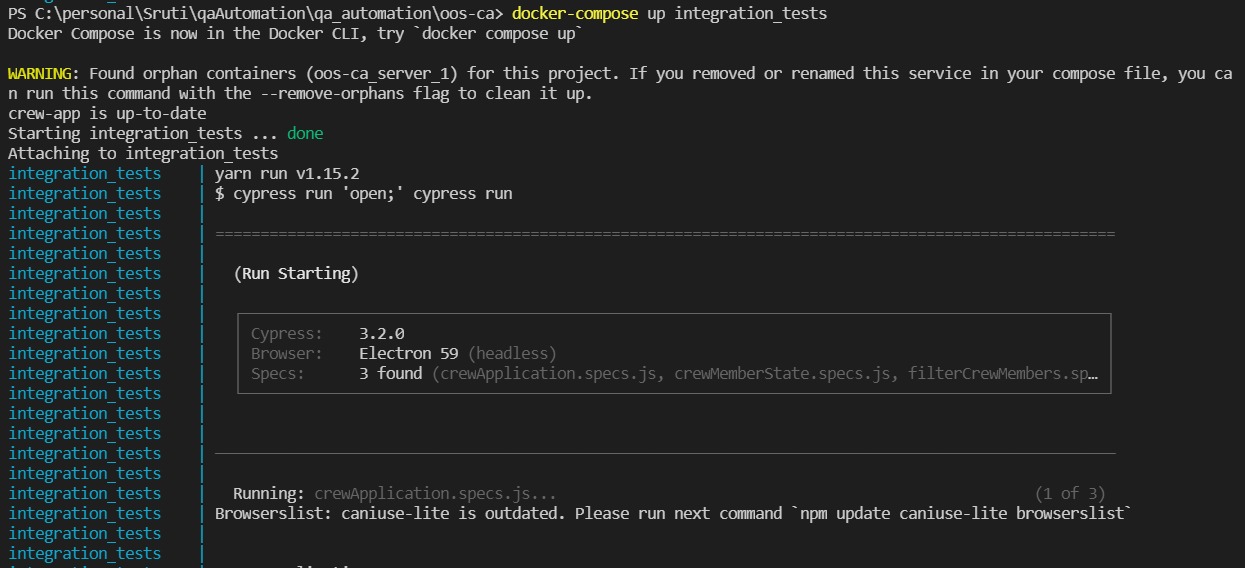 PS C:\personal\Sruti\qaAutomation\qa_automation\oos-ca> docker-compose up integration_tests
Docker Compose is now in the Docker CLI, try `docker compose up`
WARNING: Found orphan containers (oos-ca_server_1) for this project. If you removed or renamed this service in your compose file, you ca
n run this command with the --remove-orphans flag to clean it up.
crew-app is up-to-date
Starting integration_tests ... done
Attaching to integration_tests
integration_tests    | yarn run v1.15.2
integration_tests    | $ cypress run 'open;' cypress run
integration_tests    |
integration_tests    | ====================================================================================================
integration_tests    |
integration_tests    |   (Run Starting)
integration_tests    |
integration_tests    |
integration_tests    | Cypress:    3.2.0
integration_tests    | Browser:    Electron 59 (headless)
integration_tests    | Specs:      3 found (crewApplication.specs.js, crewMemberState.specs.js, filterCrewMembers.sp…
integration_tests    |
integration_tests    |
integration_tests    |
integration_tests    |
integration_tests    |
integration_tests    |   Running: crewApplication.specs.js... (1 of 3)
integration_tests    | Browserslist: caniuse-lite is outdated. Please run next command `npm update caniuse-lite browserslist`
integration_tests    |
integration_tests    |